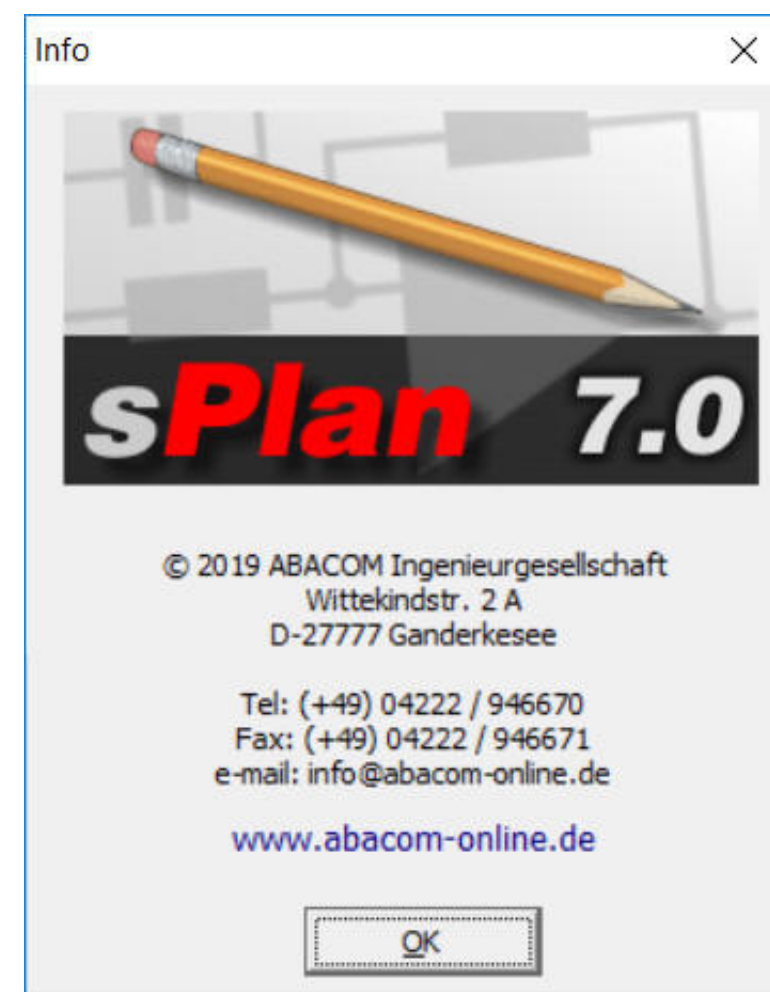 Info
sPlan 7.0
© 2019 ABACOM Ingenieurgesellschaft
Wittekindstr. 2 A
D-27777 Ganderkesee
Tel: (+49) 04222 / 946670
Fax: (+49) 04222 / 946671
e-mail: info@abacom-online.de
www.abacom-online.de
OK